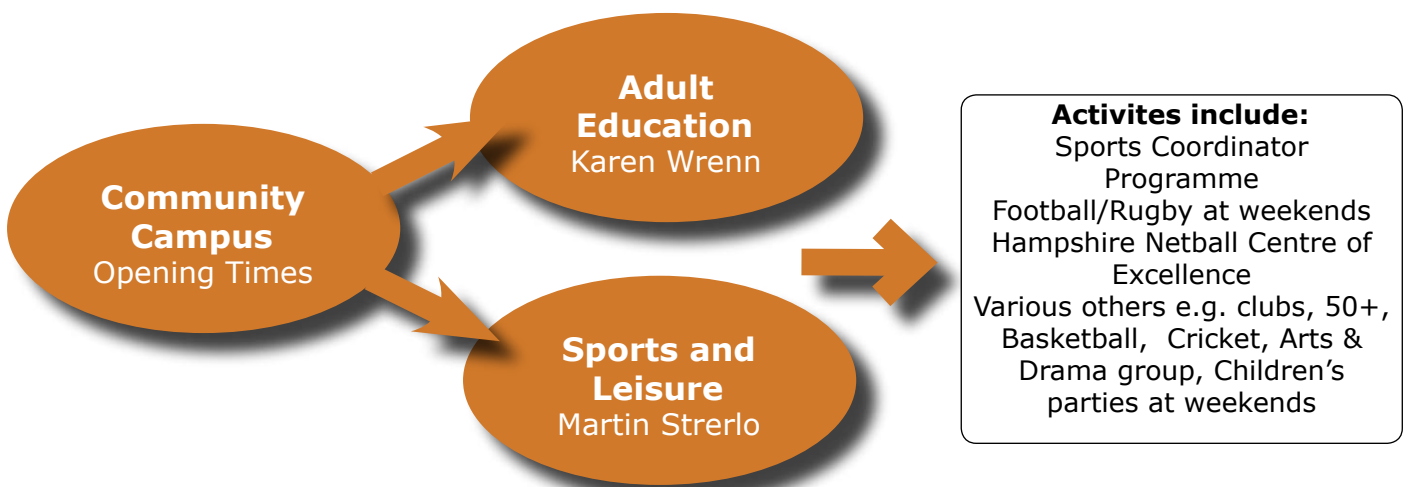 Community
Campus
Opening Times
Adult
Education
Karen Wrenn
Sports and
Leisure
Martin Strerlo
Activites include:
Sports Coordinator
Programme
Football/Rugby at weekends
Hampshire Netball Centre of
Excellence
Various others e.g. clubs, 50+,
Basketball,  Cricket, Arts &
Drama group, Children’s
parties at weekends